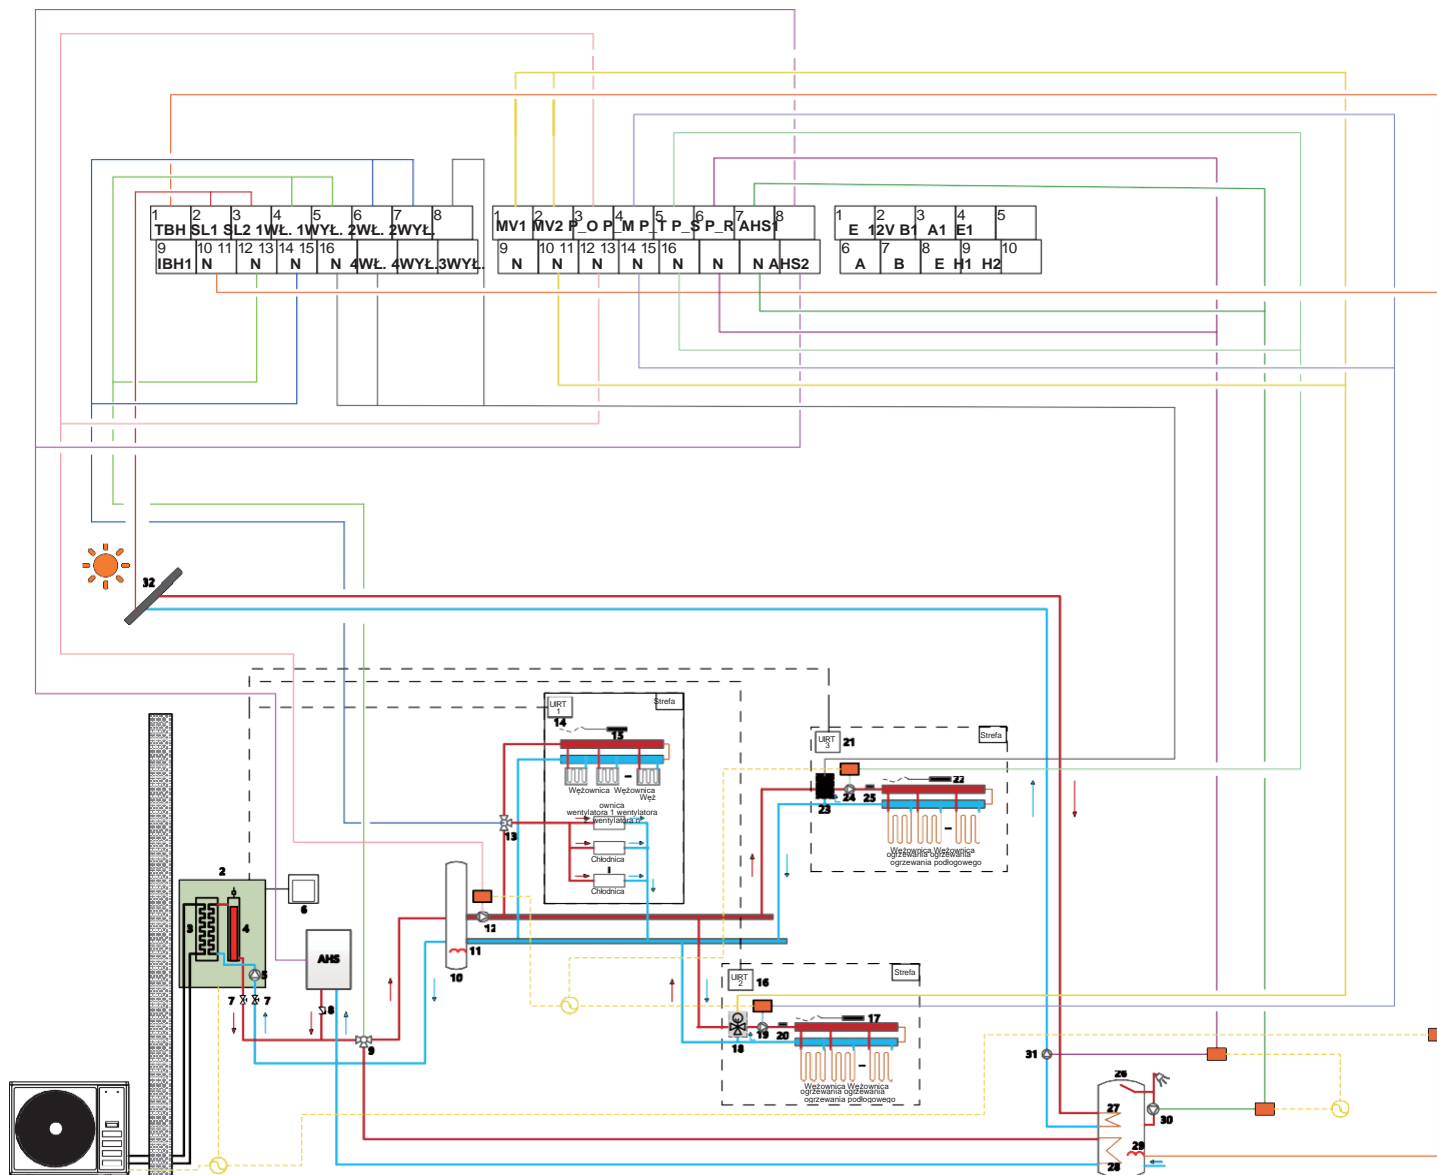 1 2 3 4 5 6 7 8
TBH SL1 SL2 1WŁ. 1WYŁ. 2WŁ. 2WYŁ.
9 10 11 12 13 14 15 16
IBH1 N N N N 4WŁ. 4WYŁ. 3WYŁ.
1 2 3 4 5 6 7 8
MV1 MV2 P_O P_M P_T P_S P_R AHS1
9 10 11 12 13 14 15 16
N N N N N N N AHS2
1 2 3 4 5
E 12V B1 A1 E1
6 7 8 9 10
A B E H1 H2
32
UIRT
1
Strefa
14
15
Wężownica Wężownica
Węż
ownica
wentylatora 1 wentylatora
2 wentylatora n
Chłodnica
Chłodnica
13
UIRT
3
21
Strefa
22
23
24
25
Wężownica Wężownica
ogrzewania ogrzewania
ogrzewania podłogowego
2
3
4
5
6
7 7
AHS
8
9
10
11
12
UIRT
2
16
Strefa
17
18
19
20
Wężownica Wężownica
ogrzewania ogrzewania
ogrzewania podłogowego
31
26
27
28
29
30